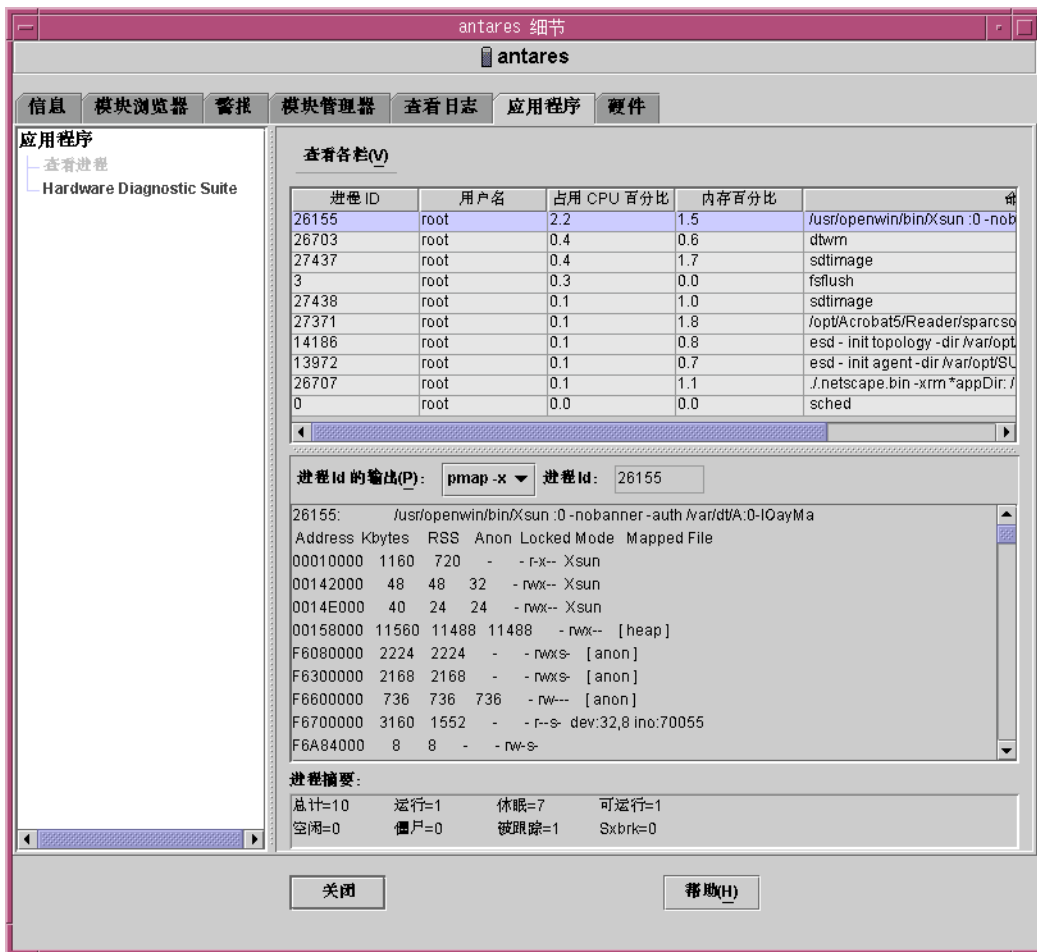 antares 细节
antares
信息 模块浏览器 警报 模块管理器 查看日志 应用程序 硬件
应用程序
查看进程
Hardware Diagnostic Suite
查看各栏(V)
进程 ID 用户名 占用 CPU 百分比 内存百分比 命
26155 root 2.2 1.5 /usr/openwin/bin/Xsun :0 -nob
26703 root 0.4 0.6 dtwm
27437 root 0.4 1.7 sdtimage
3 root 0.3 0.0 fsflush
27438 root 0.1 1.0 sdtimage
27371 root 0.1 1.8 /opt/Acrobat5/Reader/sparcso
14186 root 0.1 0.8 esd - init topology -dir /var/opt
13972 root 0.1 0.7 esd - init agent -dir /var/opt/SU
26707 root 0.1 1.1 ./.netscape.bin -xrm *appDir: /
0 root 0.0 0.0 sched
进程 Id 的输出(P): pmap -x 进程 Id: 26155
26155: /usr/openwin/bin/Xsun :0 -nobanner -auth /var/dt/A:0-IQayMa
Address Kbytes RSS Anon Locked Mode Mapped File
00010000 1160 720 - - r-x-- Xsun
00142000 48 48 32 - rwx-- Xsun
0014E000 40 24 24 - rwx-- Xsun
00158000 11560 11488 11488 - rwx-- [ heap ]
F6080000 2224 2224 - - rwxs- [ anon ]
F6300000 2168 2168 - - rwxs- [ anon ]
F6600000 736 736 736 - rw--- [ anon ]
F6700000 3160 1552 - - r--s- dev:32,8 ino:70055
F6A84000 8 8 - - rw-s-
进程摘要:
总计=10 运行=1 休眠=7 可运行=1
空闲=0 僵尸=0 被跟踪=1 Sxbrk=0
关闭 帮助(H)